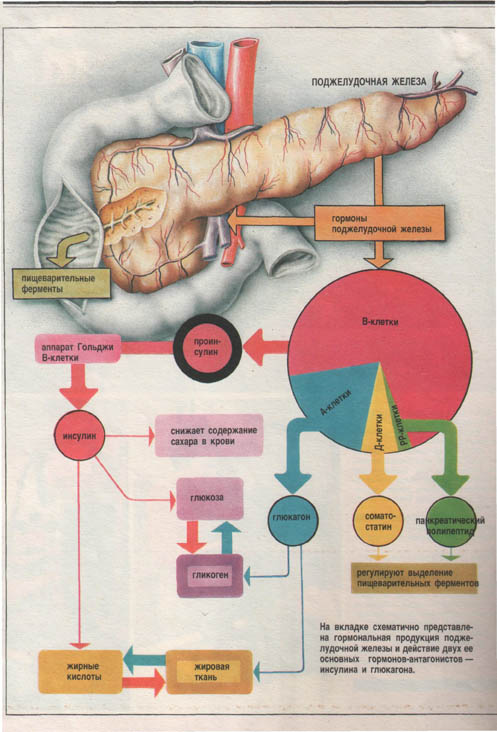 ПОДЖЕЛУДОЧНАЯ ЖЕЛЕЗА
гормоны
поджелудочной железы
пищеварительные
ферменты
В-клетки
А-клетки
Д-клетки
РР-клетки
проин-
сулин
аппарат Гольджи
В-клетки
инсулин
снижает содержание
сахара в крови
глюкоза
гликоген
глюкагон
сомато-
статин
панкреатический
полипептид
регулируют выделение
пищеварительных ферментов
жирные
кислоты
жировая
ткань
На вкладке схематично представле-
на гормональная продукция подже-
лудочной железы и действие двух ее
основных гормонов-антагонистов —
инсулина и глюкагона.